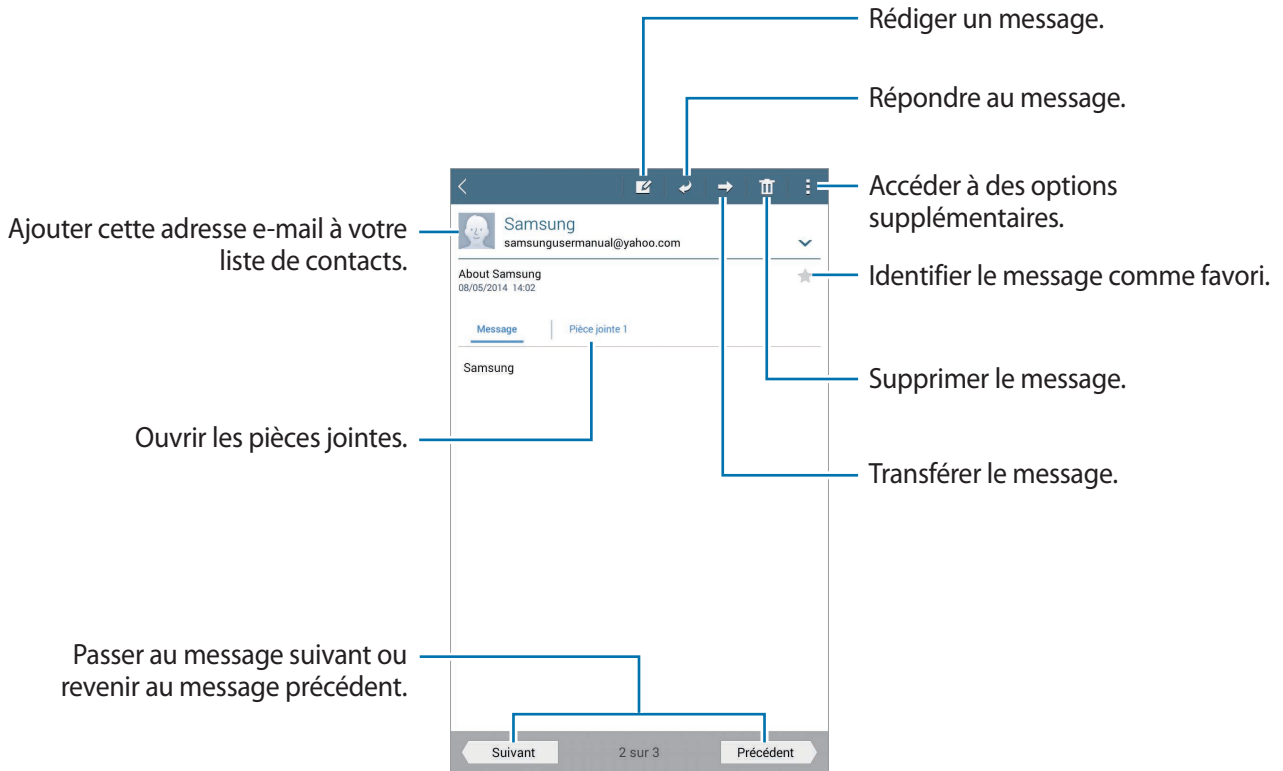 Rédiger un message.
Répondre au message.
Accéder à des options
supplémentaires.
Ajouter cette adresse e-mail à votre
liste de contacts.
Samsung
samsungusermanual@yahoo.com
About Samsung
08/05/2014 14:02
Identifier le message comme favori.
Message
Pièce jointe 1
Samsung
Supprimer le message.
Ouvrir les pièces jointes.
Transférer le message.
Passer au message suivant ou
revenir au message précédent.
Suivant
2 sur 3
Précédent